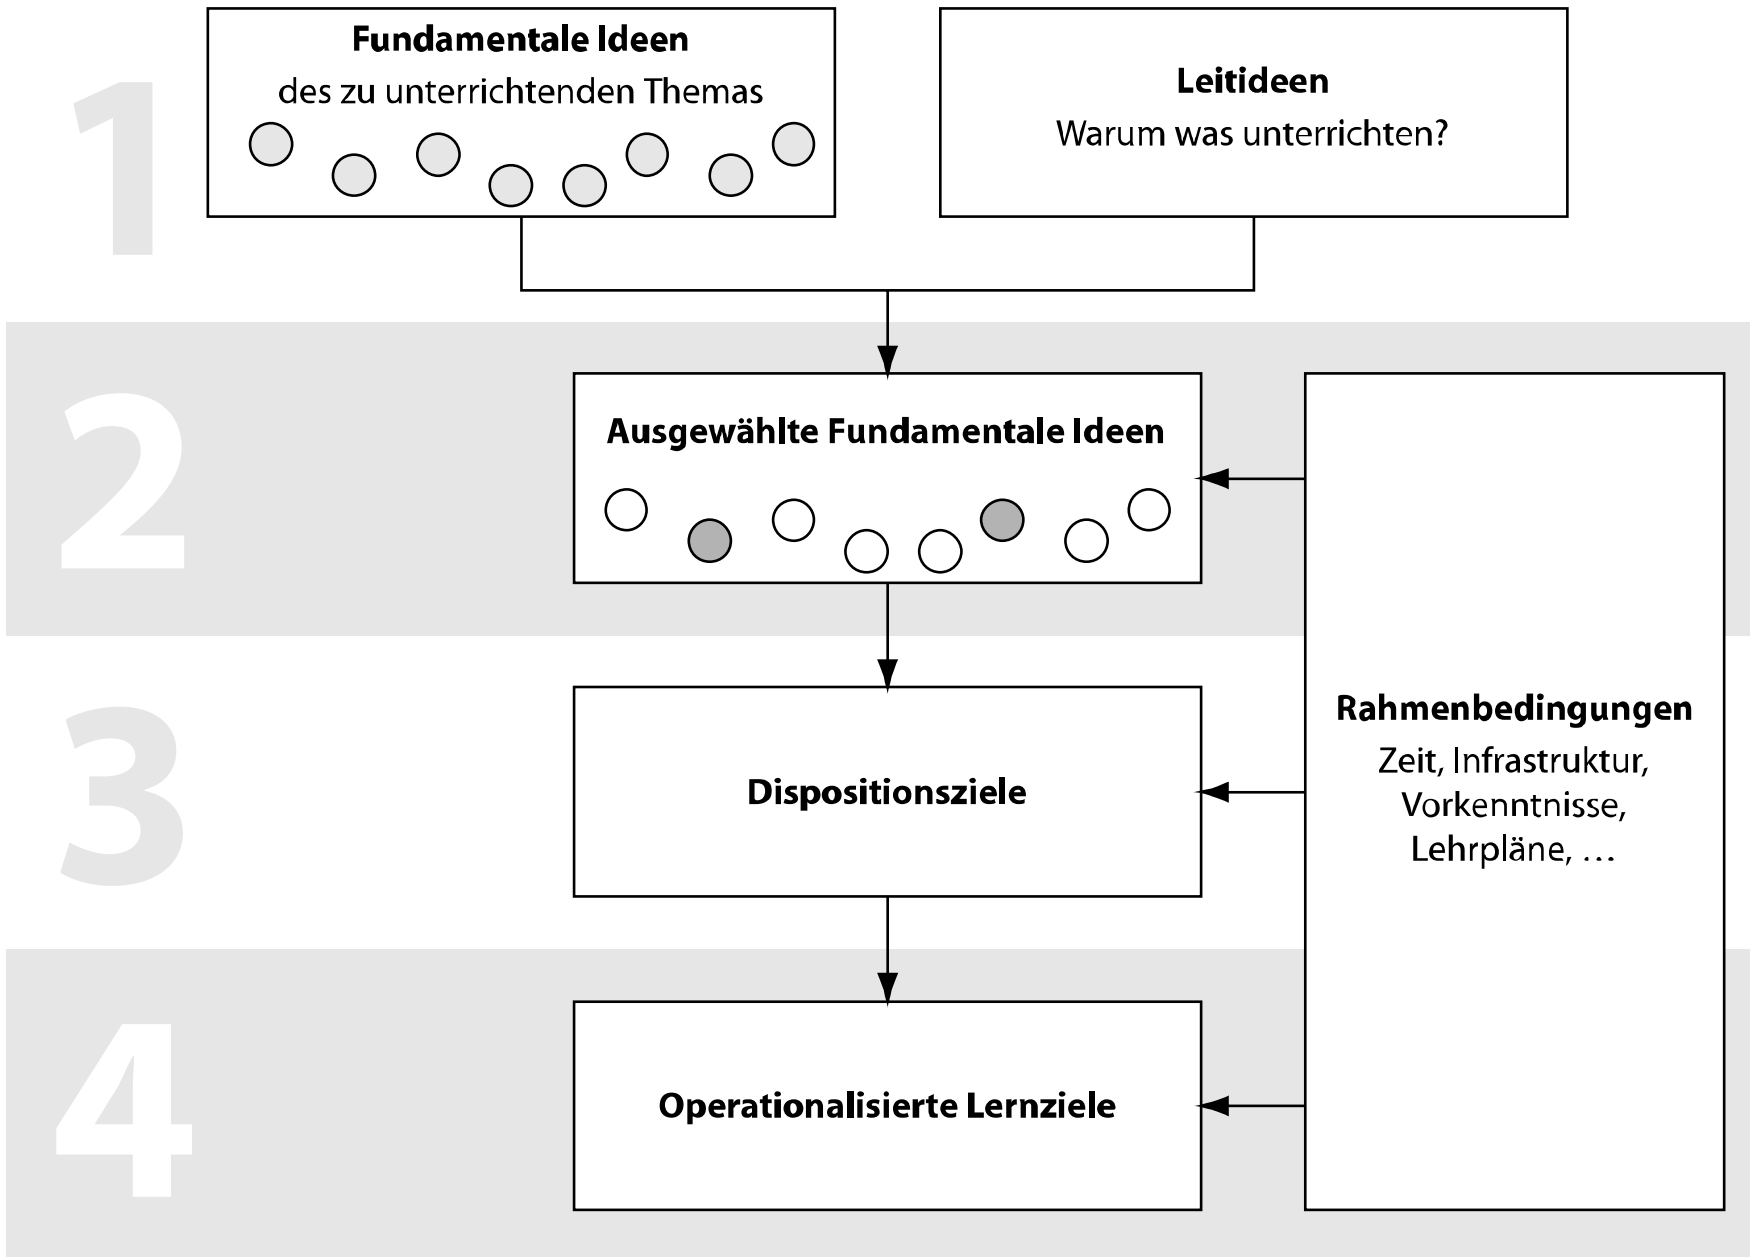 1
Fundamentale Ideen
des zu unterrichtenden Themas
Leitideen
Warum was unterrichten?
2
Ausgewählte Fundamentale Ideen
3
Dispositionsziele
Rahmenbedingungen
Zeit, Infrastruktur,
Vorkenntnisse,
Lehrpläne, …
4
Operationalisierte Lernziele